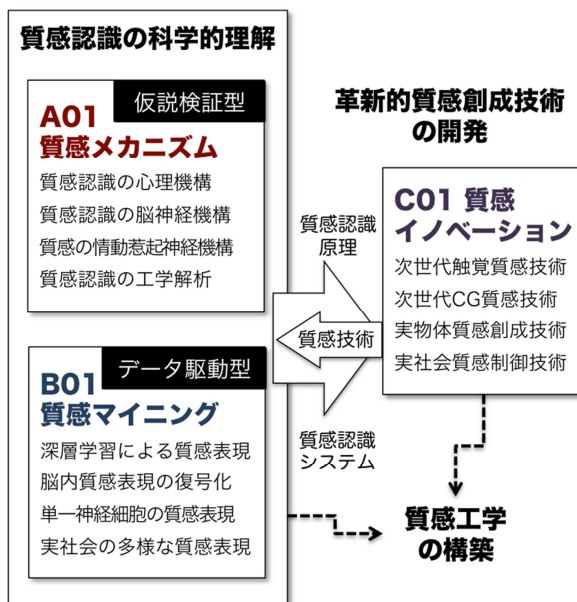 質感認識の科学的理解
仮説検証型
A01
質感メカニズム
質感認識の心理機構
質感認識の脳神経機構
質感の情動惹起神経機構
質感認識の工学解析
データ駆動型
B01
質感マイニング
深層学習による質感表現
脳内質感表現の復号化
単一神経細胞の質感表現
実社会の多様な質感表現
質感認識
原理
質感技術
質感認識
システム
革新的質感創成技術
の開発
C01 質感
イノベーション
次世代触覚質感技術
次世代CG質感技術
実物体質感創成技術
実社会質感制御技術
質感工学
の構築